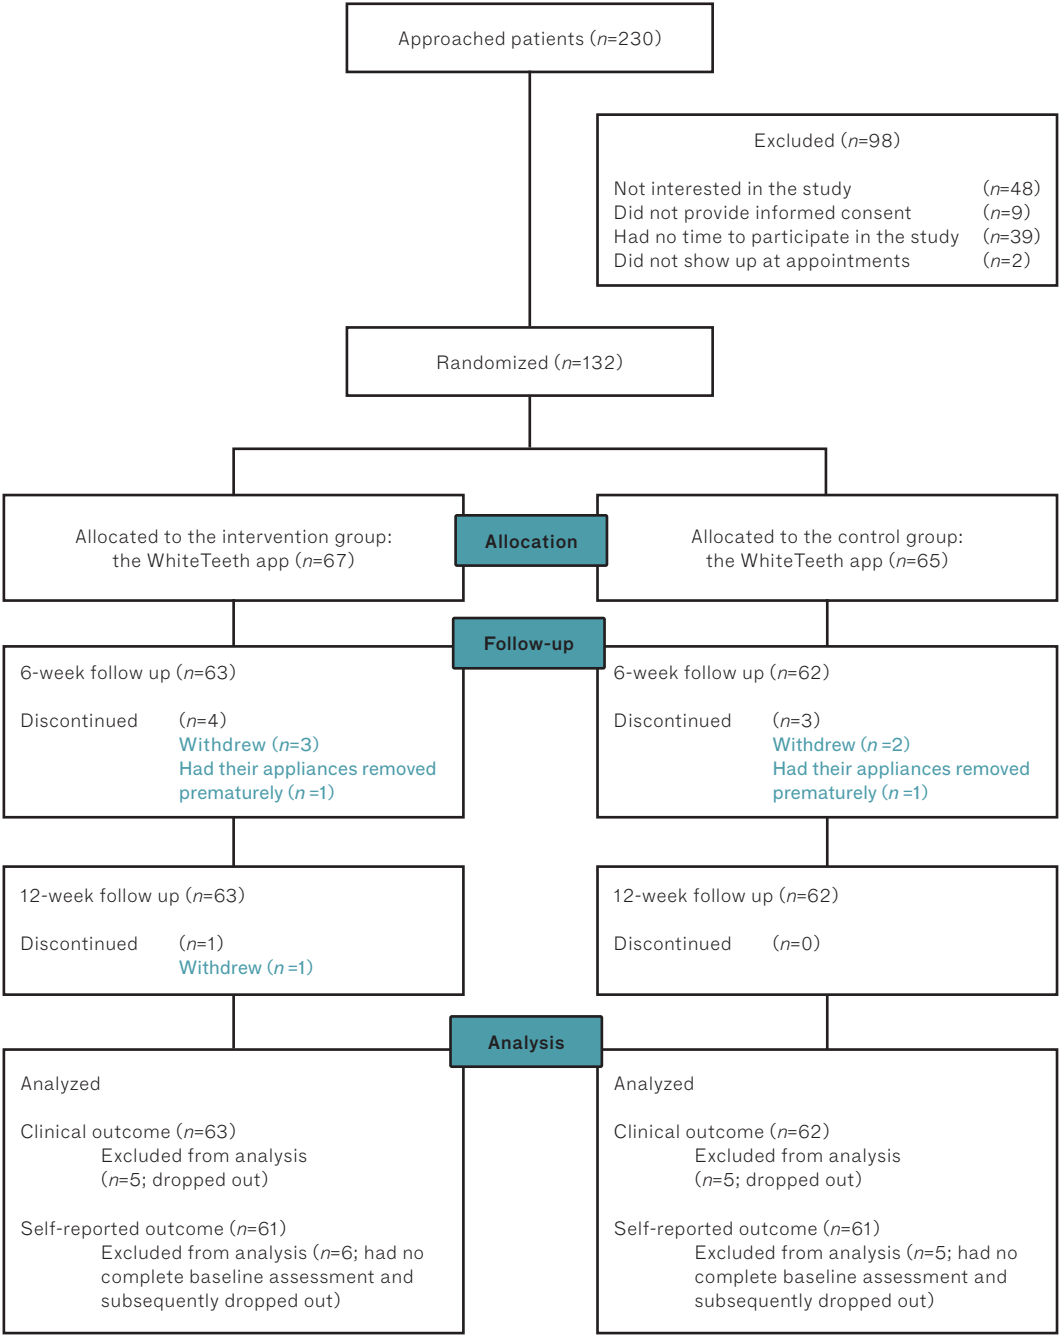 Approached patients (n=230)
Excluded (n=98)
Not interested in the study (n=48)
Did not provide informed consent (n=9)
Had no time to participate in the study (n=39)
Did not show up at appointments (n=2)
Randomized (n=132)
Allocation
Allocated to the intervention group:
the WhiteTeeth app (n=67)
Allocated to the control group:
the WhiteTeeth app (n=65)
Follow-up
6-week follow up (n=63)
Discontinued (n=4)
Withdrew (n=3)
Had their appliances removed
prematurely (n =1)
6-week follow up (n=62)
Discontinued (n=3)
Withdrew (n =2)
Had their appliances removed
prematurely (n =1)
12-week follow up (n=63)
Discontinued (n=1)
Withdrew (n =1)
12-week follow up (n=62)
Discontinued (n=0)
Analysis
Analyzed
Clinical outcome (n=63)
Excluded from analysis
(n=5; dropped out)
Self-reported outcome (n=61)
Excluded from analysis (n=6; had no
complete baseline assessment and
subsequently dropped out)
Analyzed
Clinical outcome (n=62)
Excluded from analysis
(n=5; dropped out)
Self-reported outcome (n=61)
Excluded from analysis (n=5; had no
complete baseline assessment and
subsequently dropped out)